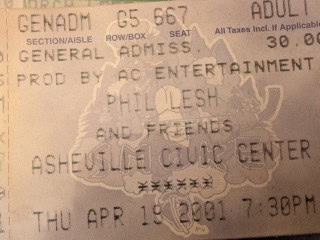 GENADM G5 667 ADULT
SECTION/AISLE ROW/BOX SEAT All Taxes Incl. If Applicable
GENERAL ADMISS. 30.00
PROD BY AC ENTERTAINMENT
PHIL LESH
AND FRIENDS
ASHEVILLE CIVIC CENTER
******
THU APR 19 2001 7:30PM